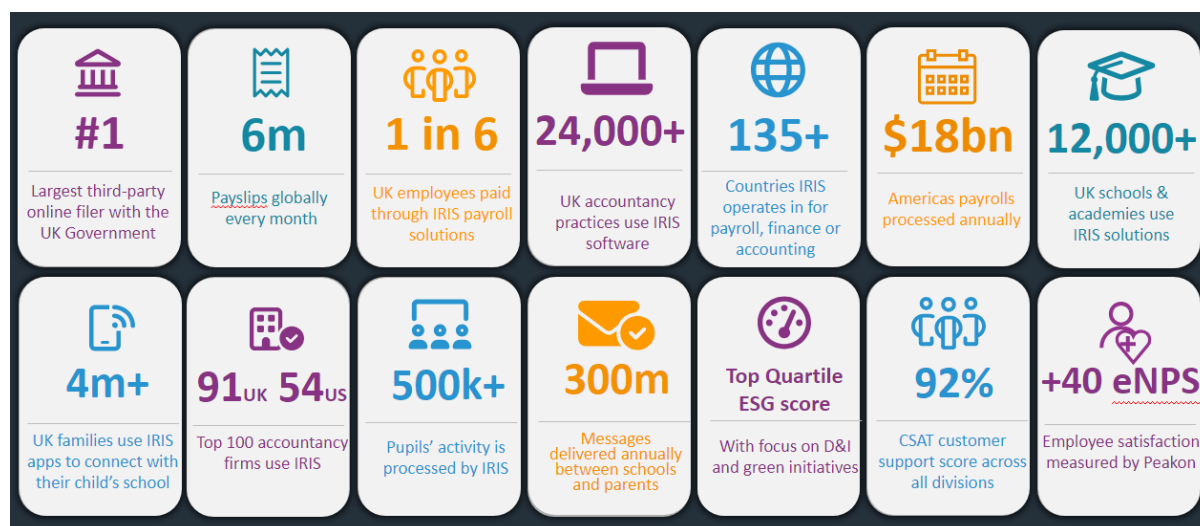 #1
Largest third-party
online filer with the
UK Government
6m
Payslips globally
every month
1 in 6
UK employees paid
through IRIS payroll
solutions
24,000+
UK accountancy
practices use IRIS
software
135+
Countries IRIS
operates in for
payroll, finance or
accounting
$18bn
Americas payrolls
processed annually
12,000+
UK schools &
academies use
IRIS solutions
4m+
UK families use IRIS
apps to connect with
their child's school
91UK 54US
Top 100 accountancy
firms use IRIS
500k+
Pupils' activity is
processed by IRIS
300m
Messages
delivered annually
between schools
and parents
Top Quartile
ESG score
With focus on D&I
and green initiatives
92%
CSAT customer
support score across
all divisions
+40 eNPS
Employee satisfaction
measured by Peakon